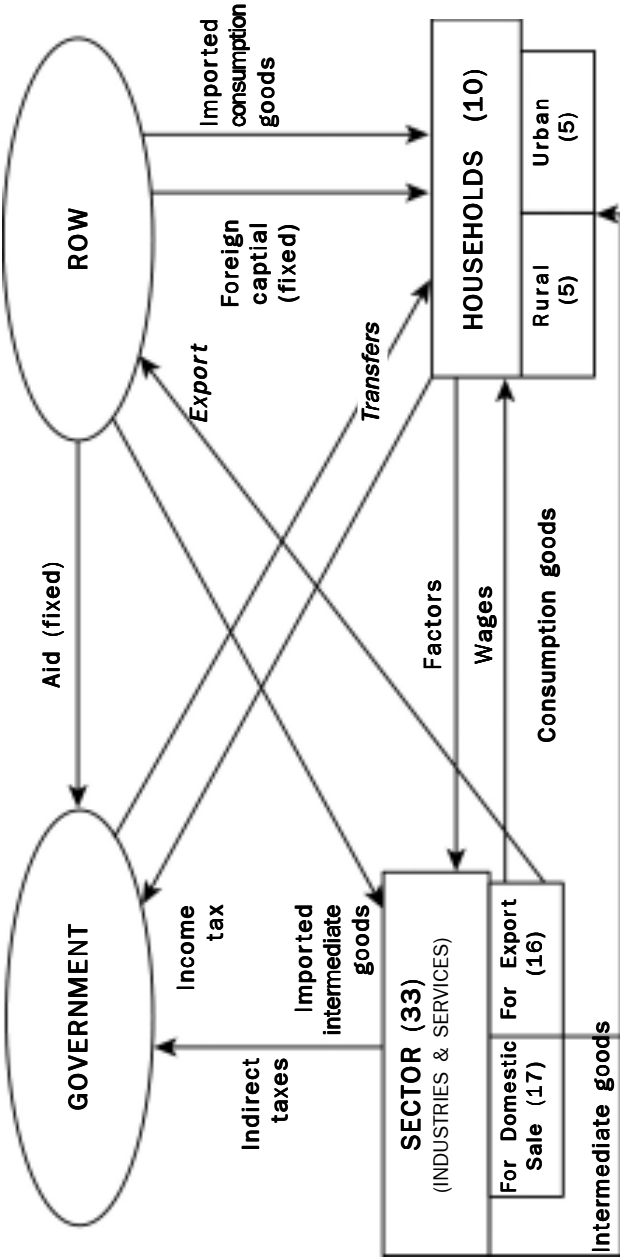 GOVERNMENT
Aid (fixed)
ROW
Income
tax
Export
Imported
consumption
goods
Indirect
taxes
Imported
intermediate
goods
Transfers
Foreign
captial
(fixed)
SECTOR (33)
(INDUSTRIES & SERVICES)
Factors
Wages
HOUSEHOLDS (10)
For Domestic
Sale (17)
For Export
(16)
Consumption goods
Rural
(5)
Urban
(5)
Intermediate goods